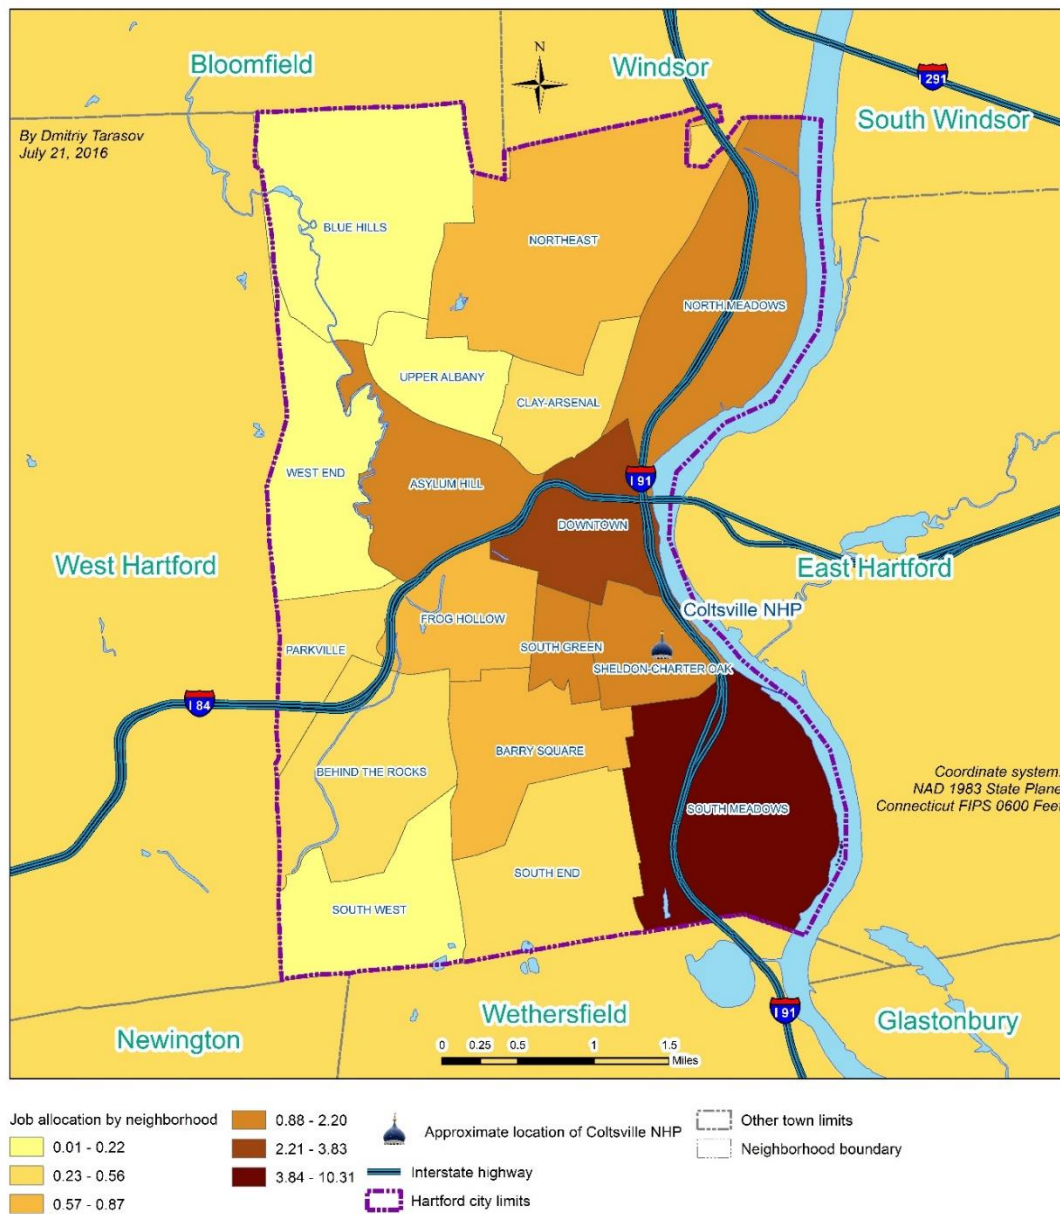 Bloomfield
N
Windsor
I 291
South Windsor
By Dmitriy Tarasov
July 21, 2016
BLUE HILLS
NORTHEAST
NORTH MEADOWS
UPPER ALBANY
CLAY-ARSENAL
WEST END
ASYLUM HILL
I 91
DOWNTOWN
West Hartford
East Hartford
Coltsville NHP
FROG HOLLOW
PARKVILLE
SOUTH GREEN
SHELDON-CHARTER OAK
I 84
BARRY SQUARE
BEHIND THE ROCKS
Coordinate system:
NAD 1983 State Plane
Connecticut FIPS 0600 Feet
SOUTH MEADOWS
SOUTH END
SOUTH WEST
I 91
Newington
Wethersfield
Glastonbury
0 0.25 0.5 1 1.5
Miles
Job allocation by neighborhood
0.01 - 0.22
0.23 - 0.56
0.57 - 0.87
0.88 - 2.20
2.21 - 3.83
3.84 - 10.31
Approximate location of Coltsville NHP
Interstate highway
Hartford city limits
Other town limits
Neighborhood boundary